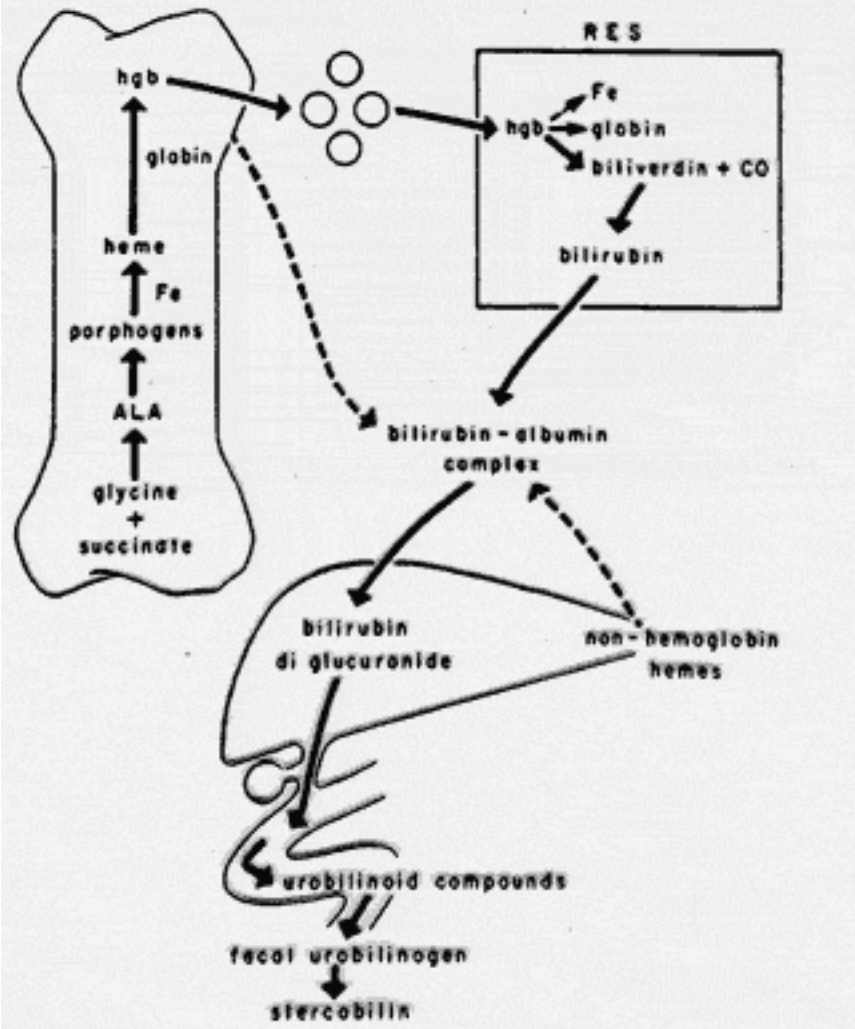 RES
hgb
Fe
hgb
globin
globin
biliverdin + CO
heme
bilirubin
Fe
porphogens
ALA
bilirubin-albumin
complex
glycine
+
succinate
bilirubin
di glucuronide
non-hemoglobin
hemes
urobilinoid compounds
fecal urobilinogen
stercobilin